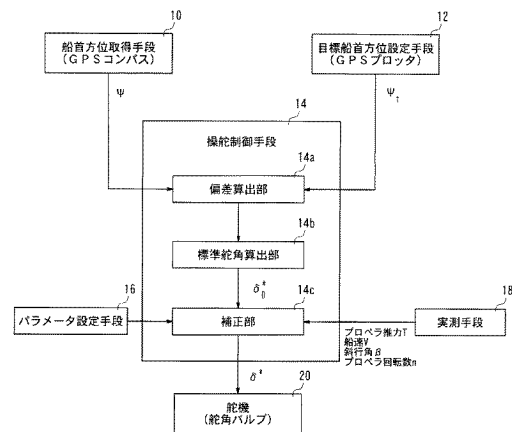 10
船首方位取得手段
(GPSコンパス)
12
目標船首方位設定手段
(GPSプロッタ)
Ψ
ΨT
14
操舵制御手段
14a
偏差算出部
14b
標準舵角算出部
δ0*
16
パラメータ設定手段
14c
補正部
18
実測手段
プロペラ推力T
船速V
斜行角β
プロペラ回転数n
δ*
20
舵機
(舵角バルブ)